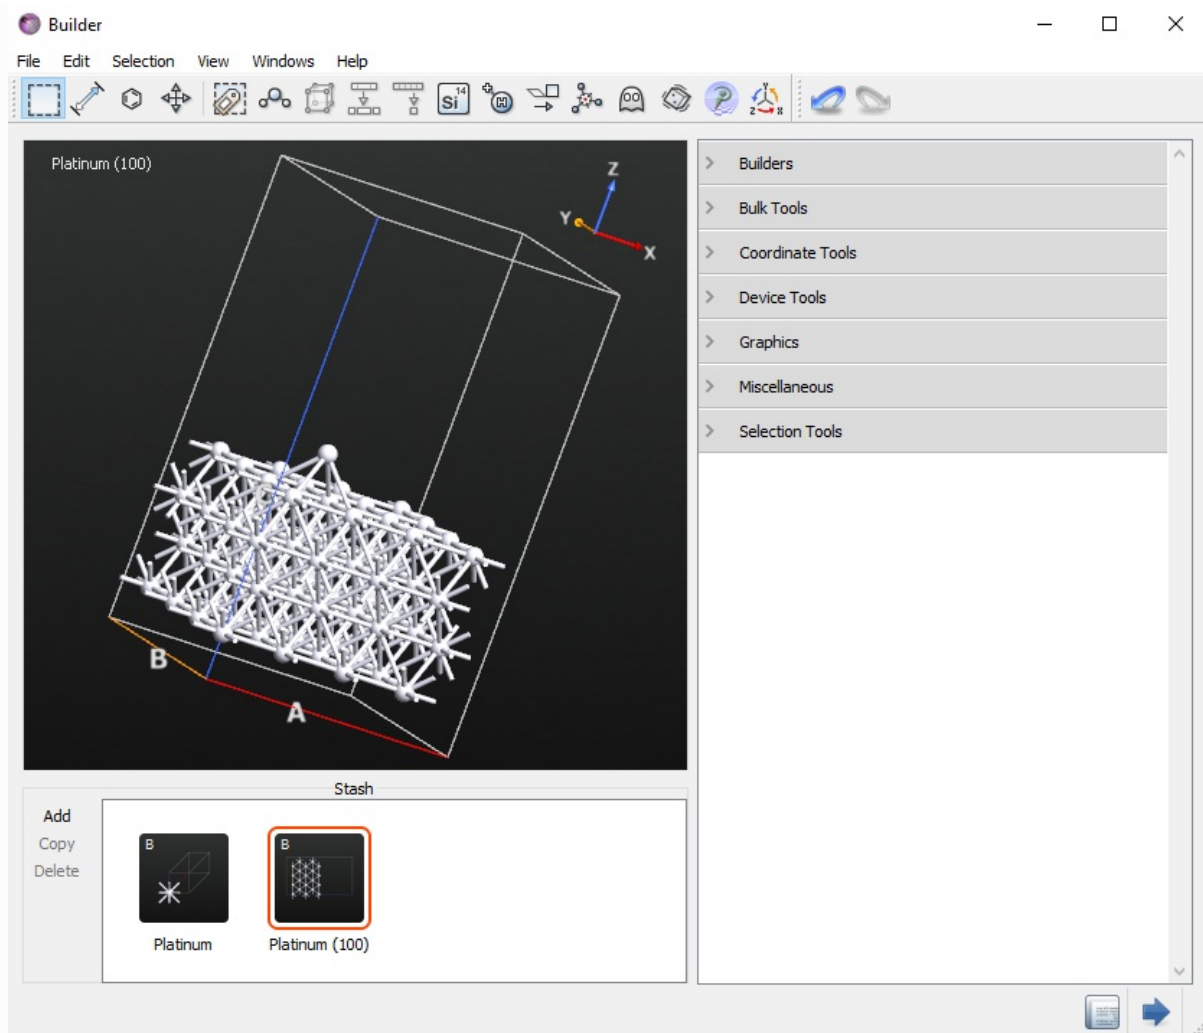 Builder
File Edit Selection View Windows Help
Si 14
H
z x
Platinum (100)
Z
Y
X
B
A
Builders
Bulk Tools
Coordinate Tools
Device Tools
Graphics
Miscellaneous
Selection Tools
Stash
Add
Copy
Delete
B
Platinum
B
Platinum (100)